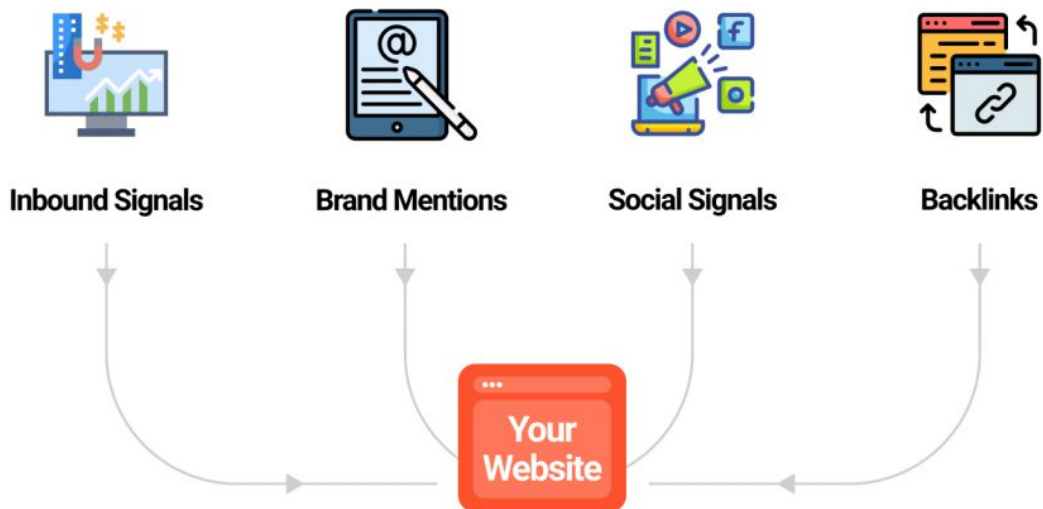 Inbound Signals
Brand Mentions
Social Signals
Backlinks
Your
Website